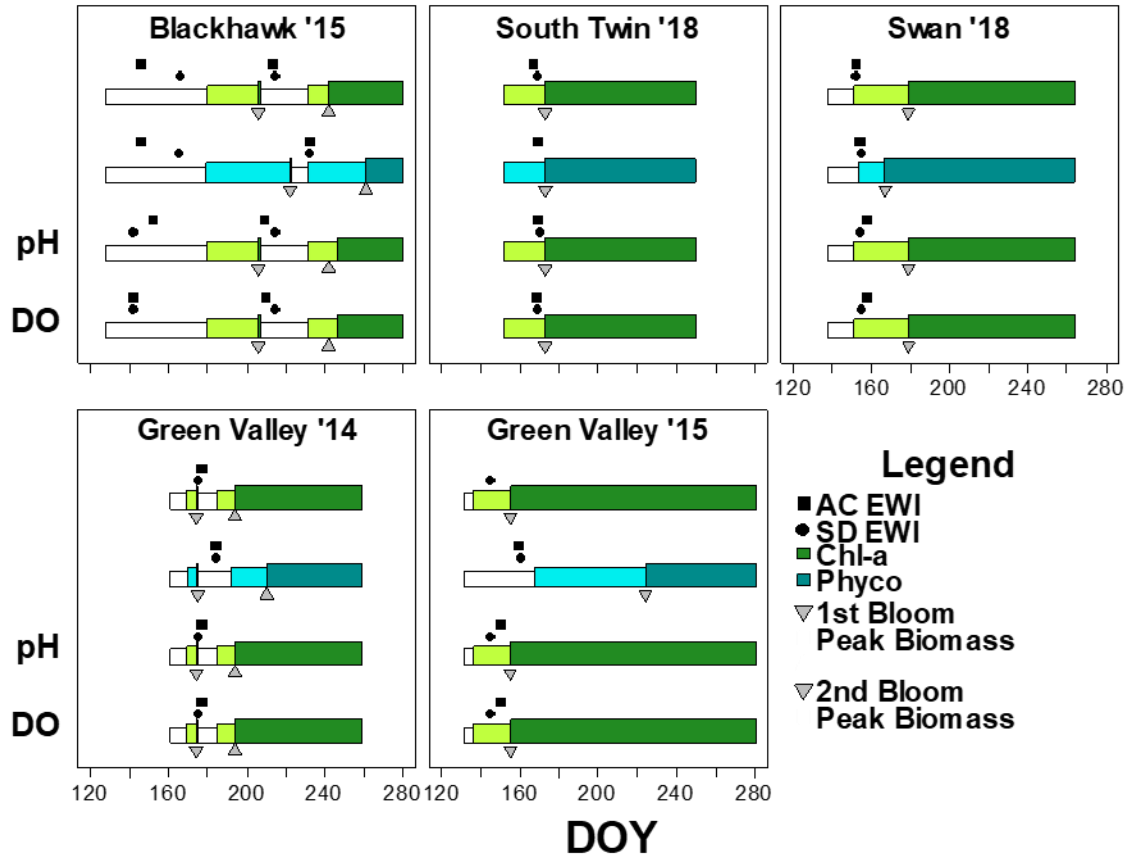 Blackhawk '15
South Twin '18
Swan '18
pH
DO
120 160 200 240 280
Green Valley '14
Green Valley '15
pH
DO
120 160 200 240 280
120 160 200 240 280
DOY
Legend
AC EWI
SD EWI
Chl-a
Phyco
1st Bloom
Peak Biomass
2nd Bloom
Peak Biomass